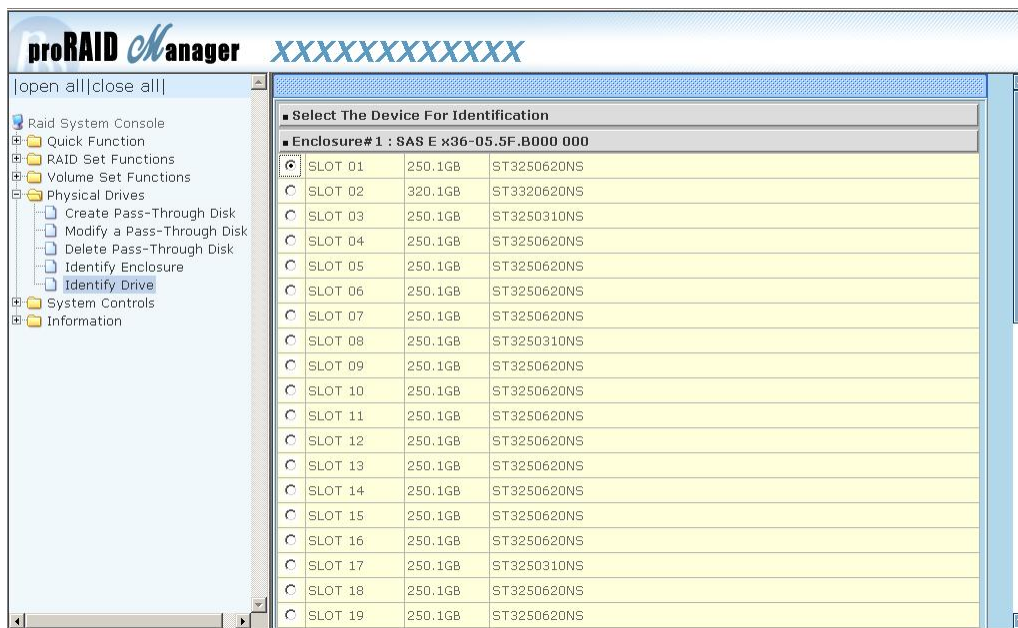 proRAID Manager XXXXXXXXXXXX
|open all|close all|
Raid System Console
Quick Function
RAID Set Functions
Volume Set Functions
Physical Drives
Create Pass-Through Disk
Modify a Pass-Through Disk
Delete Pass-Through Disk
Identify Enclosure
Identify Drive
System Controls
Information
Select The Device For Identification
Enclosure#1 : SAS E x36-05.5F.B000 000
SLOT 01 250.1GB ST3250620NS
SLOT 02 320.1GB ST3320620NS
SLOT 03 250.1GB ST3250310NS
SLOT 04 250.1GB ST3250620NS
SLOT 05 250.1GB ST3250620NS
SLOT 06 250.1GB ST3250620NS
SLOT 07 250.1GB ST3250620NS
SLOT 08 250.1GB ST3250310NS
SLOT 09 250.1GB ST3250620NS
SLOT 10 250.1GB ST3250620NS
SLOT 11 250.1GB ST3250620NS
SLOT 12 250.1GB ST3250620NS
SLOT 13 250.1GB ST3250620NS
SLOT 14 250.1GB ST3250620NS
SLOT 15 250.1GB ST3250620NS
SLOT 16 250.1GB ST3250620NS
SLOT 17 250.1GB ST3250310NS
SLOT 18 250.1GB ST3250620NS
SLOT 19 250.1GB ST3250620NS